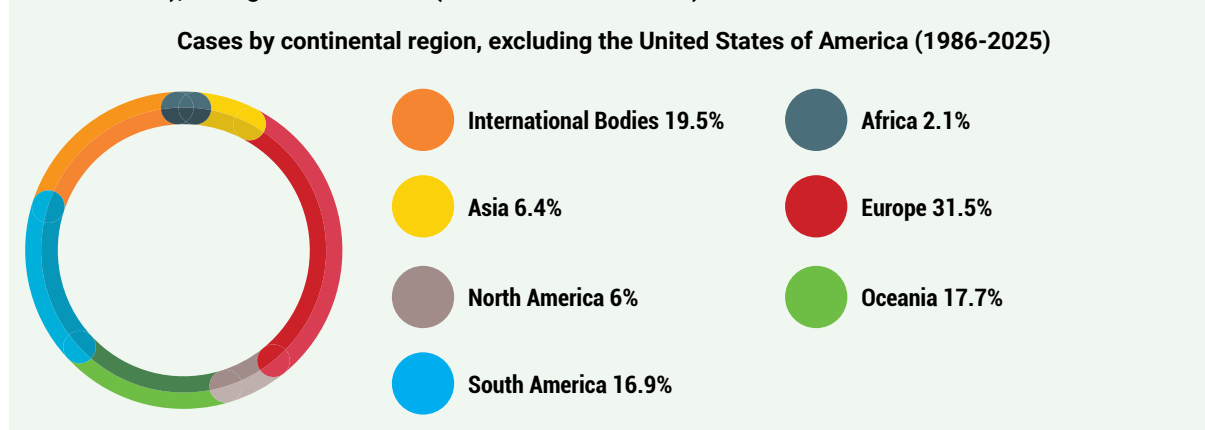 Cases by continental region, excluding the United States of America (1986-2025)
International Bodies 19.5%
Africa 2.1%
Asia 6.4%
Europe 31.5%
North America 6%
Oceania 17.7%
South America 16.9%